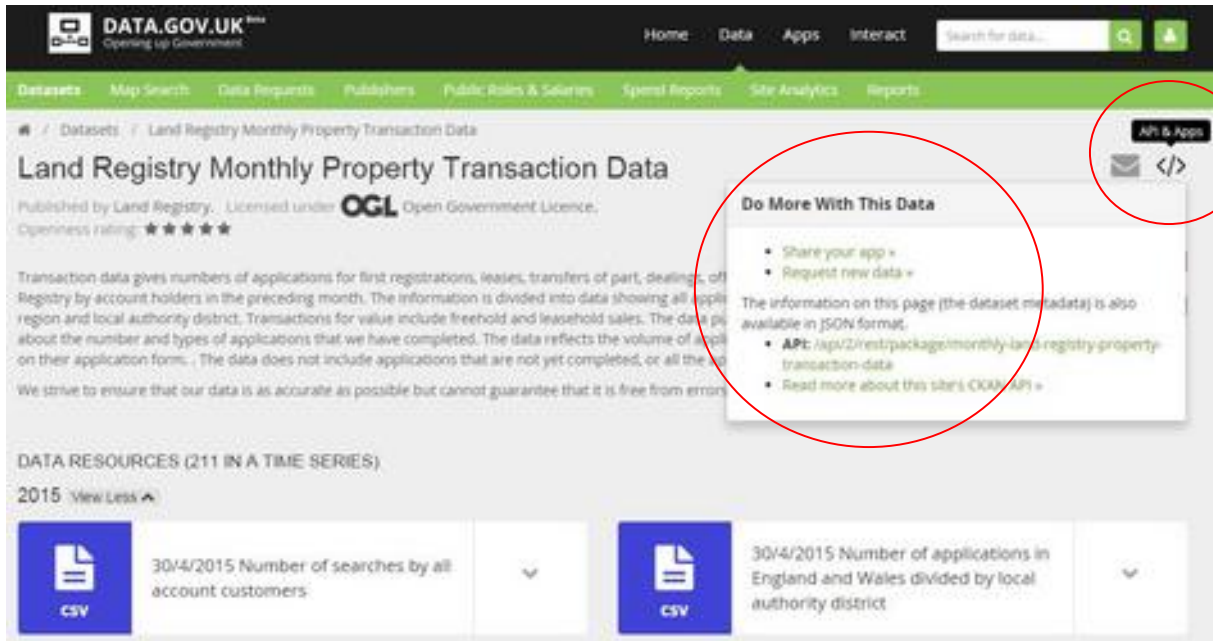 DATA.GOV.UK Beta
Opening up Government
Home Data Apps Interact Search for data...
Datasets Map Search Data Requests Publishers Public Roles & Salaries Spend Reports Site Analytics Reports
/ Datasets / Land Registry Monthly Property Transaction Data
API & Apps
Land Registry Monthly Property Transaction Data
</>
Published by Land Registry. Licensed under OGL Open Government Licence.
Openness rating: ★★★★★
Do More With This Data
• Share your app »
• Request new data »
The information on this page (the dataset metadata) is also
available in JSON format.
• API: /api/2/rest/package/monthly-land-registry-property-
transaction-data
• Read more about this site's CKAN API »
Transaction data gives numbers of applications for first registrations, leases, transfers of part, dealings,
Registry by account holders in the preceding month. The information is divided into data showing all
region and local authority district. Transactions for value include freehold and leasehold sales. The data
about the number and types of applications that we have completed. The data reflects the volume of
on their application form. . The data does not include applications that are not yet completed, or all the
We strive to ensure that our data is as accurate as possible but cannot guarantee that it is free from errors
DATA RESOURCES (211 IN A TIME SERIES)
2015 View Less
CSV
30/4/2015 Number of searches by all
account customers
CSV
30/4/2015 Number of applications in
England and Wales divided by local
authority district